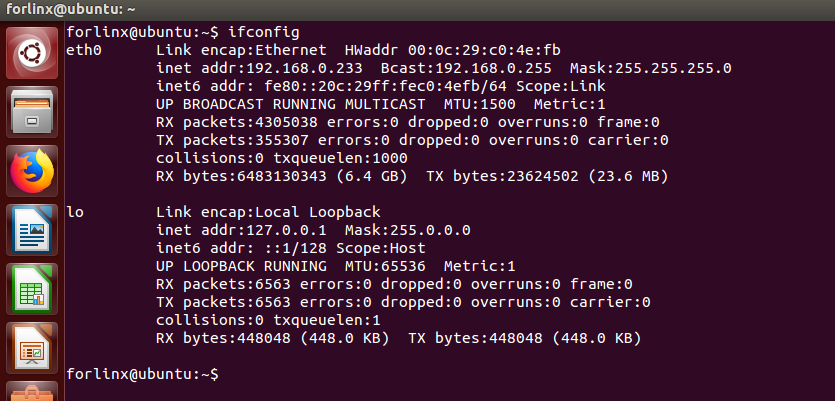 forlinx@ubuntu: ~
forlinx@ubuntu:~$ ifconfig
eth0      Link encap:Ethernet  HWaddr 00:0c:29:c0:4e:fb
          inet addr:192.168.0.233  Bcast:192.168.0.255  Mask:255.255.255.0
          inet6 addr: fe80::20c:29ff:fec0:4efb/64 Scope:Link
          UP BROADCAST RUNNING MULTICAST  MTU:1500  Metric:1
          RX packets:4305038 errors:0 dropped:0 overruns:0 frame:0
          TX packets:355307 errors:0 dropped:0 overruns:0 carrier:0
          collisions:0 txqueuelen:1000
          RX bytes:6483130343 (6.4 GB)  TX bytes:23624502 (23.6 MB)
lo        Link encap:Local Loopback
          inet addr:127.0.0.1  Mask:255.0.0.0
          inet6 addr: ::1/128 Scope:Host
          UP LOOPBACK RUNNING  MTU:65536  Metric:1
          RX packets:6563 errors:0 dropped:0 overruns:0 frame:0
          TX packets:6563 errors:0 dropped:0 overruns:0 carrier:0
          collisions:0 txqueuelen:1
          RX bytes:448048 (448.0 KB)  TX bytes:448048 (448.0 KB)
forlinx@ubuntu:~$